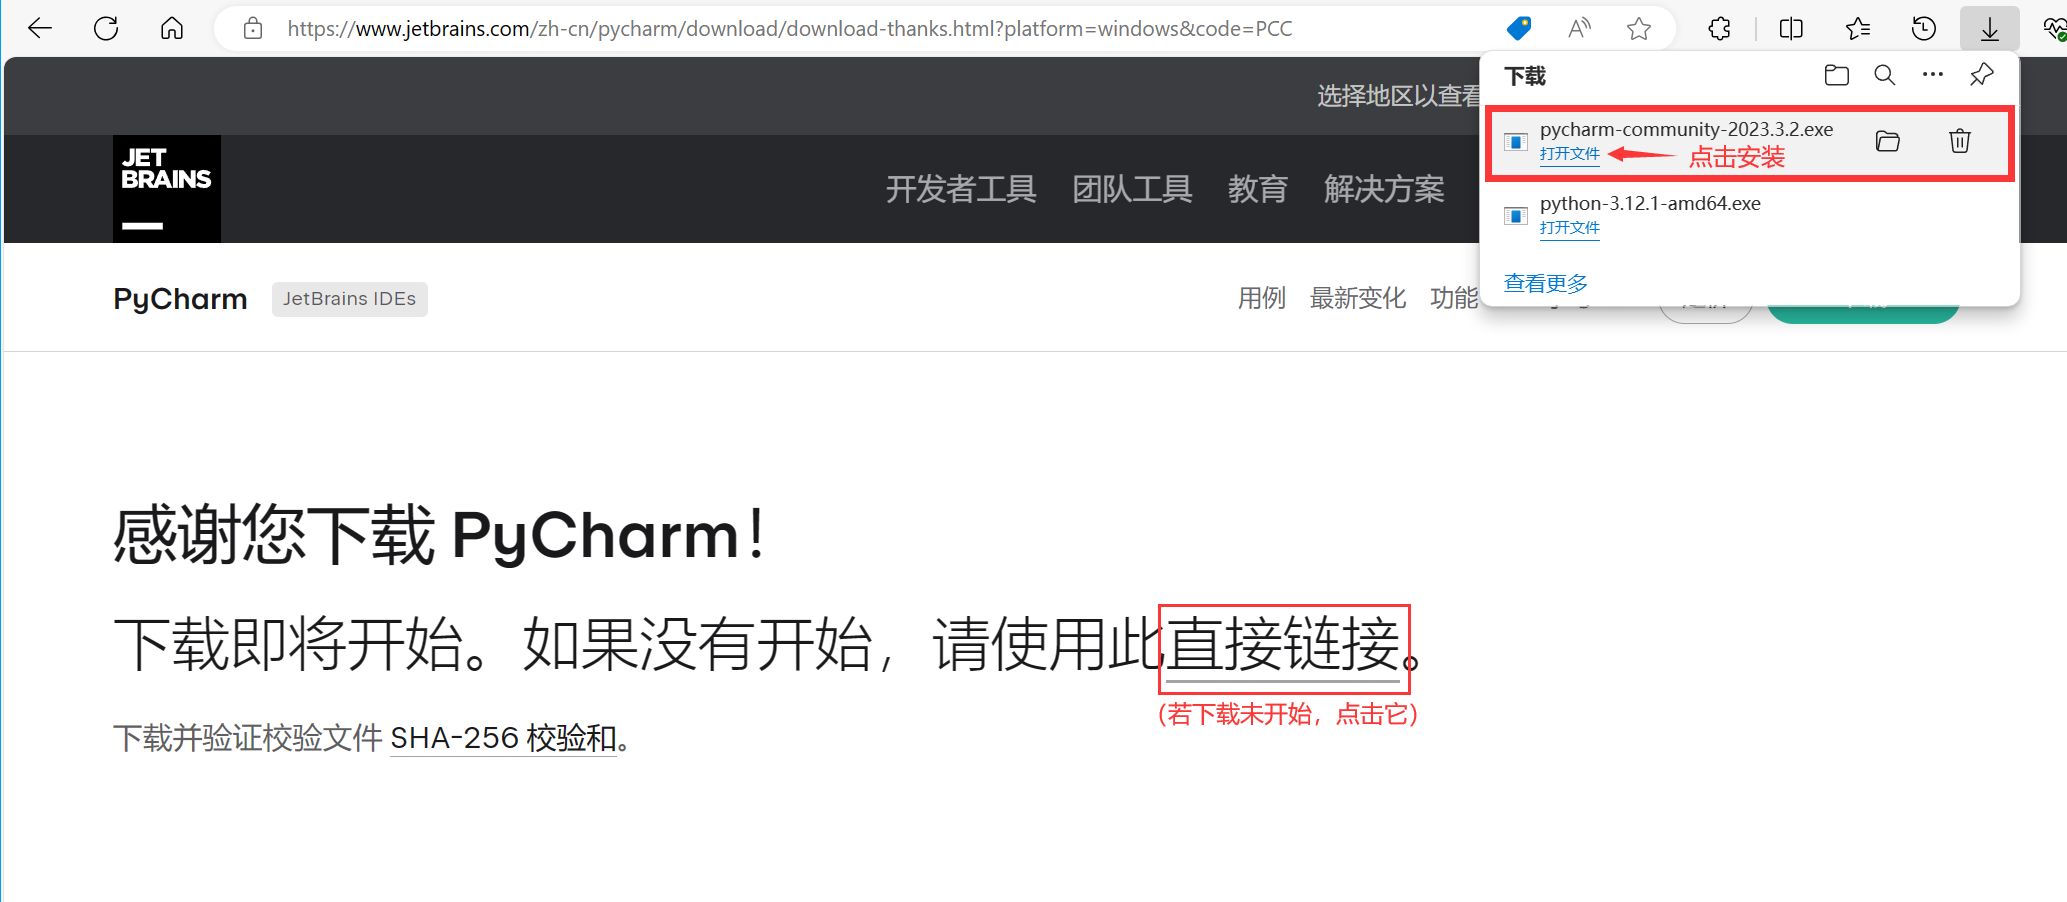 https://www.jetbrains.com/zh-cn/pycharm/download/download-thanks.html?platform=windows&code=PCC
下载
选择地区以查看
pycharm-community-2023.3.2.exe
打开文件
点击安装
JET
BRAINS
开发者工具 团队工具 教育 解决方案
python-3.12.1-amd64.exe
打开文件
查看更多
PyCharm JetBrains IDEs
用例 最新变化 功能
感谢您下载 PyCharm！
下载即将开始。如果没有开始，请使用此直接链接。
（若下载未开始，点击它）
下载并验证校验文件 SHA-256 校验和。